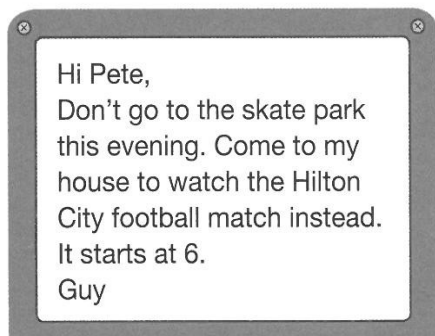 Hi Pete,
Don't go to the skate park
this evening. Come to my
house to watch the Hilton
City football match instead.
It starts at 6.
Guy